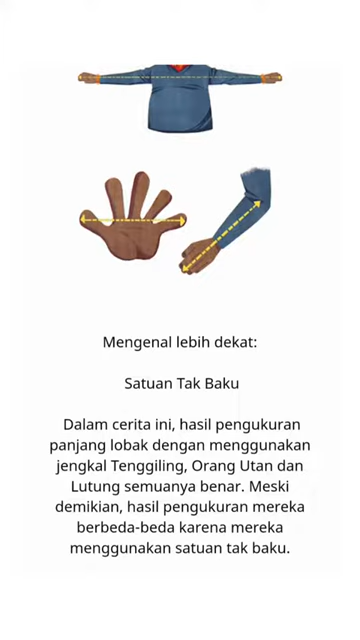 Mengenal lebih dekat:
Satuan Tak Baku
Dalam cerita ini, hasil pengukuran
panjang lobak dengan menggunakan
jengkal Tenggiling, Orang Utan dan
Lutung semuanya benar. Meski
demikian, hasil pengukuran mereka
berbeda-beda karena mereka
menggunakan satuan tak baku.